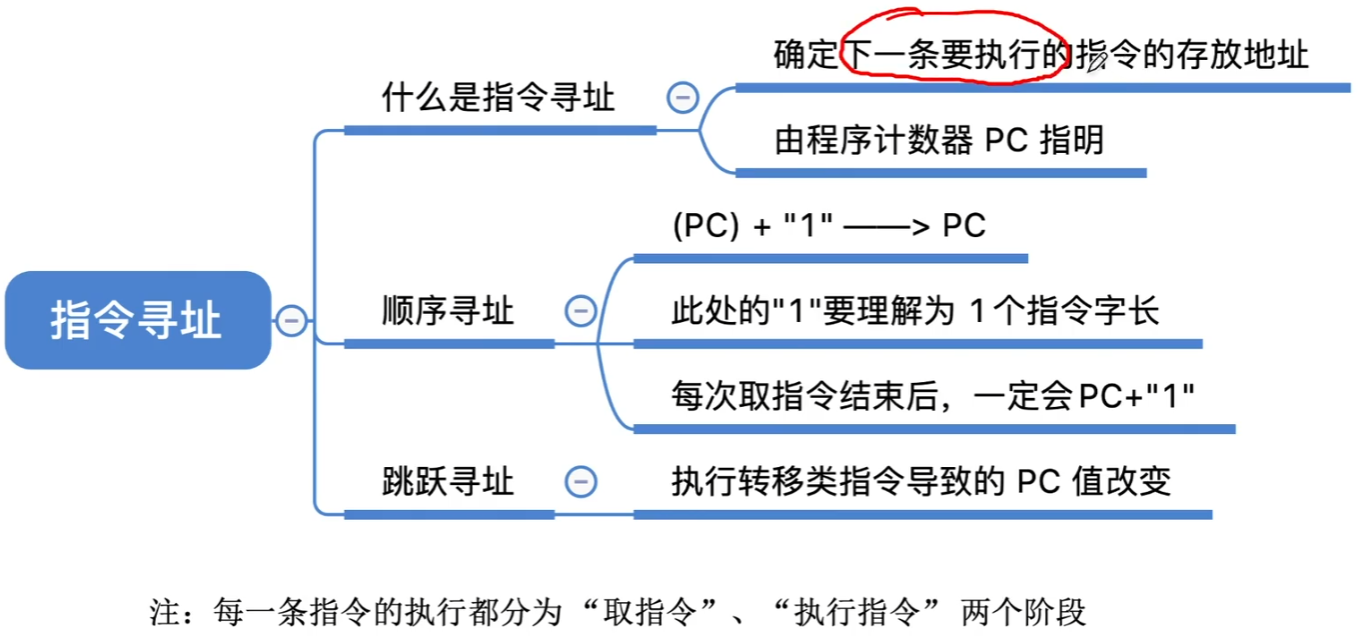 确定下一条要执行的指令的存放地址
什么是指令寻址
由程序计数器 PC 指明
(PC) + "1" ——> PC
指令寻址
顺序寻址
此处的"1"要理解为 1个指令字长
每次取指令结束后，一定会PC+"1"
跳跃寻址
执行转移类指令导致的 PC 值改变
注：每一条指令的执行都分为“取指令”、“执行指令” 两个阶段